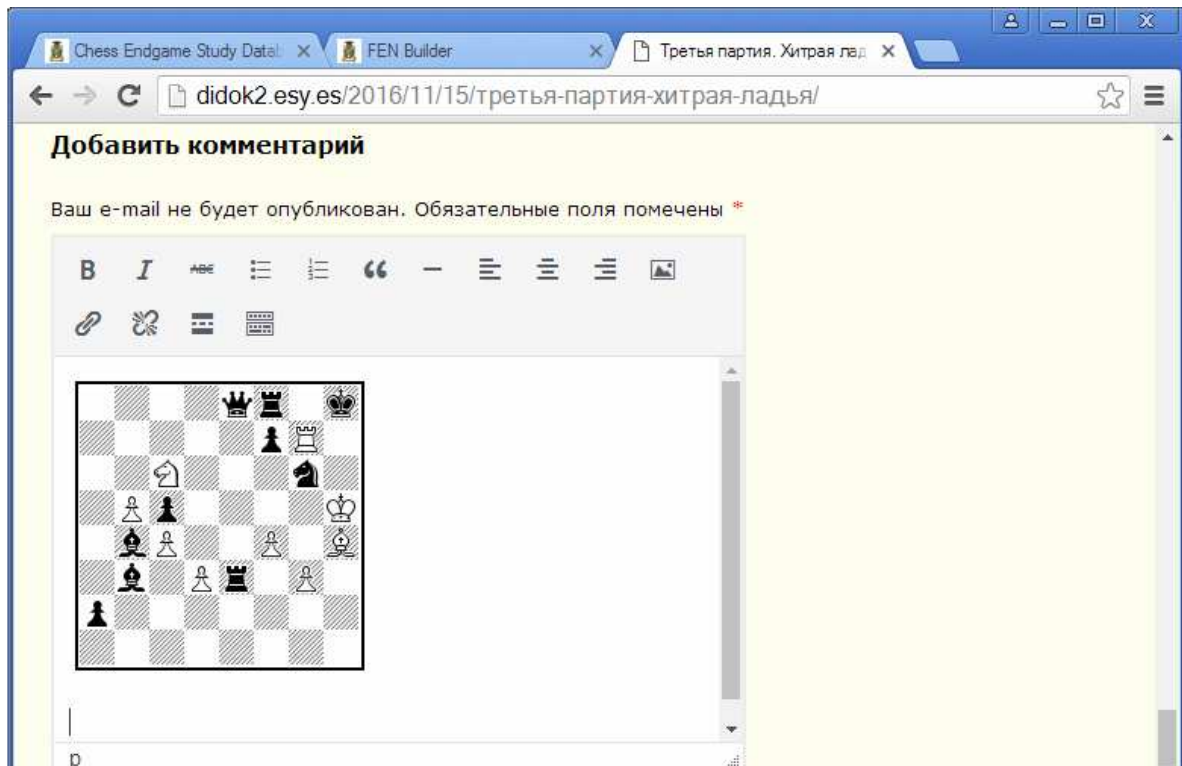 Chess Endgame Study Datab
FEN Builder
Третья партия. Хитрая лад
didok2.esy.es/2016/11/15/третья-партия-хитрая-ладья/
Добавить комментарий
Ваш e-mail не будет опубликован. Обязательные поля помечены *
B I ABC
p